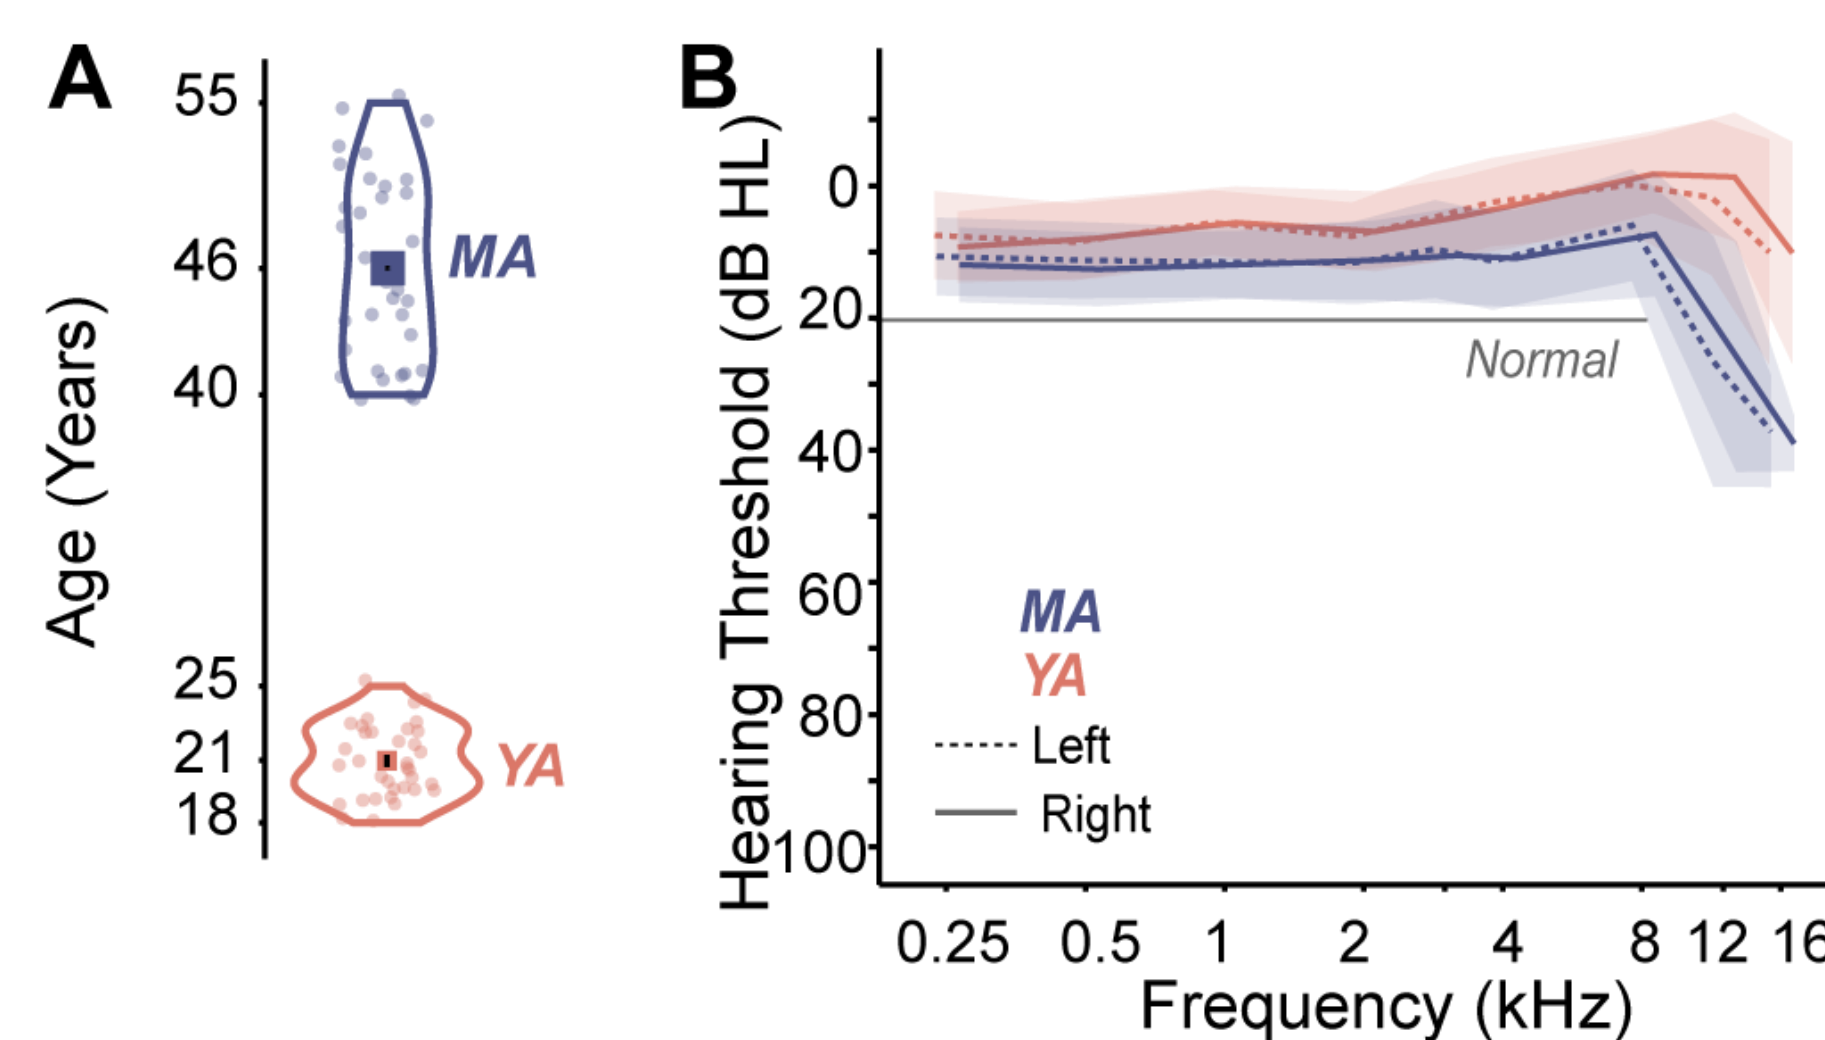 A
Age (Years)
55
46
40
25
21
18
MA
YA
B
Hearing Threshold (dB HL)
0
20
40
60
80
100
Normal
MA
YA
Left
Right
0.25 0.5 1 2 4 8 12 16
Frequency (kHz)